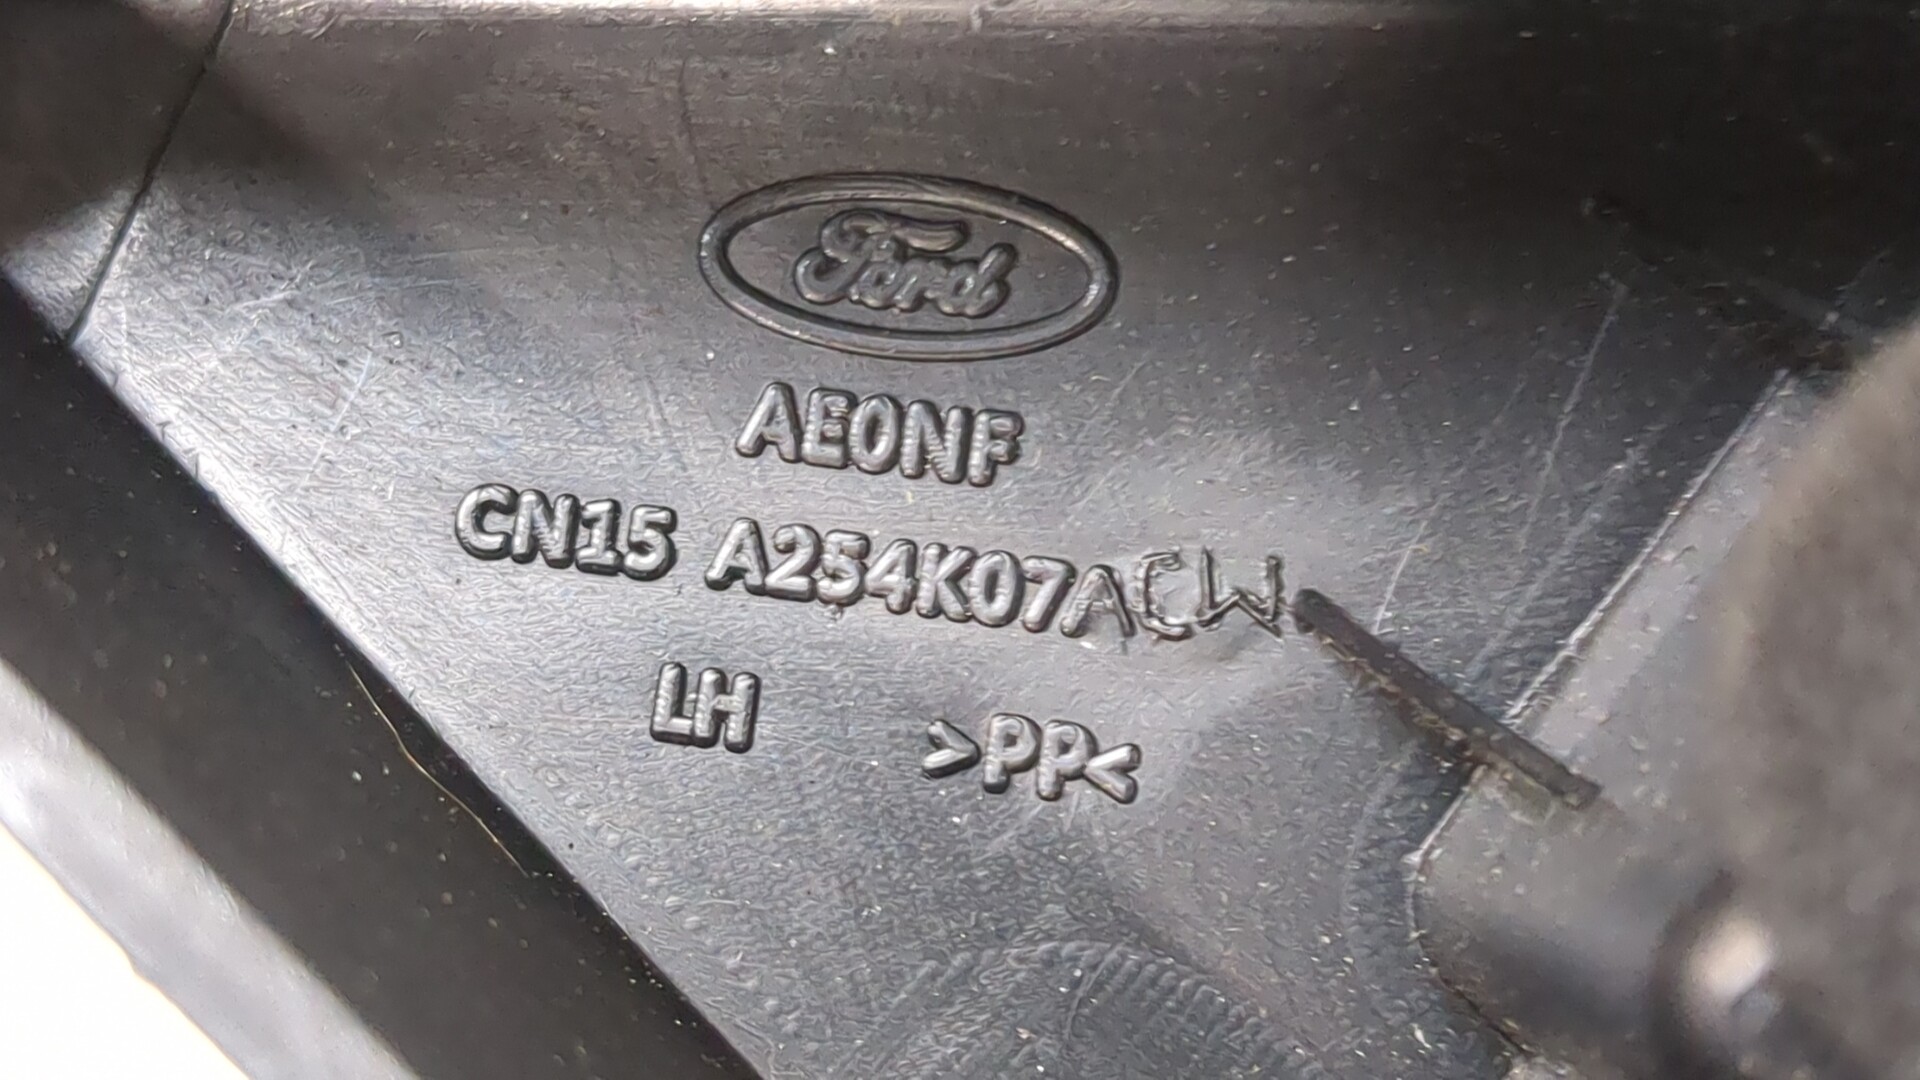 Ford
AE0NF
CN15 A254K07ACW
LH >PP<